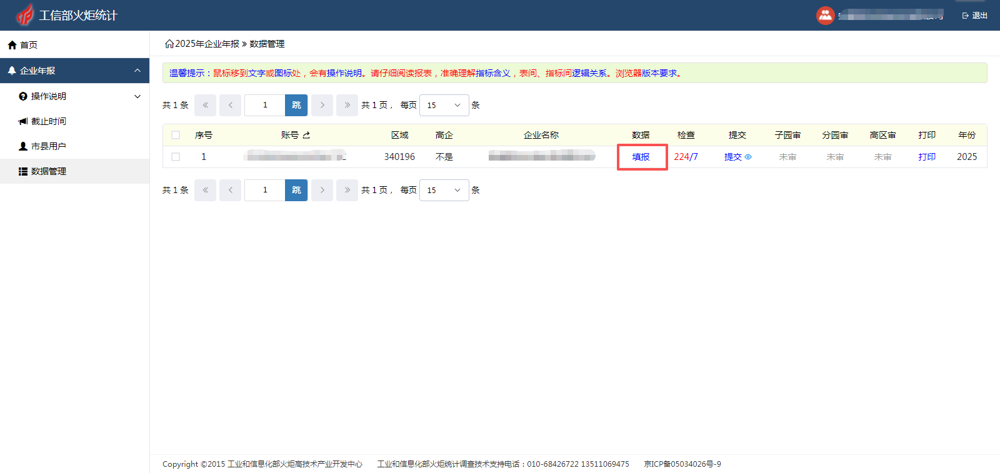 工信部火炬统计
退出
首页
企业年报
操作说明
截止时间
市县用户
数据管理
2025年企业年报 » 数据管理
温馨提示：鼠标移到文字或图标处，会有操作说明。请仔细阅读报表，准确理解指标含义，表间、指标间逻辑关系。浏览器版本要求。
共 1 条 « ‹ 1 跳 › » 共 1 页， 每页 15 条
序号 账号 区域 高企 企业名称 数据 检查 提交 子园审 分园审 高区审 打印 年份
1 340196 不是 填报 224/7 提交 未审 未审 未审 打印 2025
共 1 条 « ‹ 1 跳 › » 共 1 页， 每页 15 条
Copyright ©2015 工业和信息化部火炬高技术产业开发中心 工业和信息化部火炬统计调查技术支持电话：010-68426722 13511069475 京ICP备05034026号-9